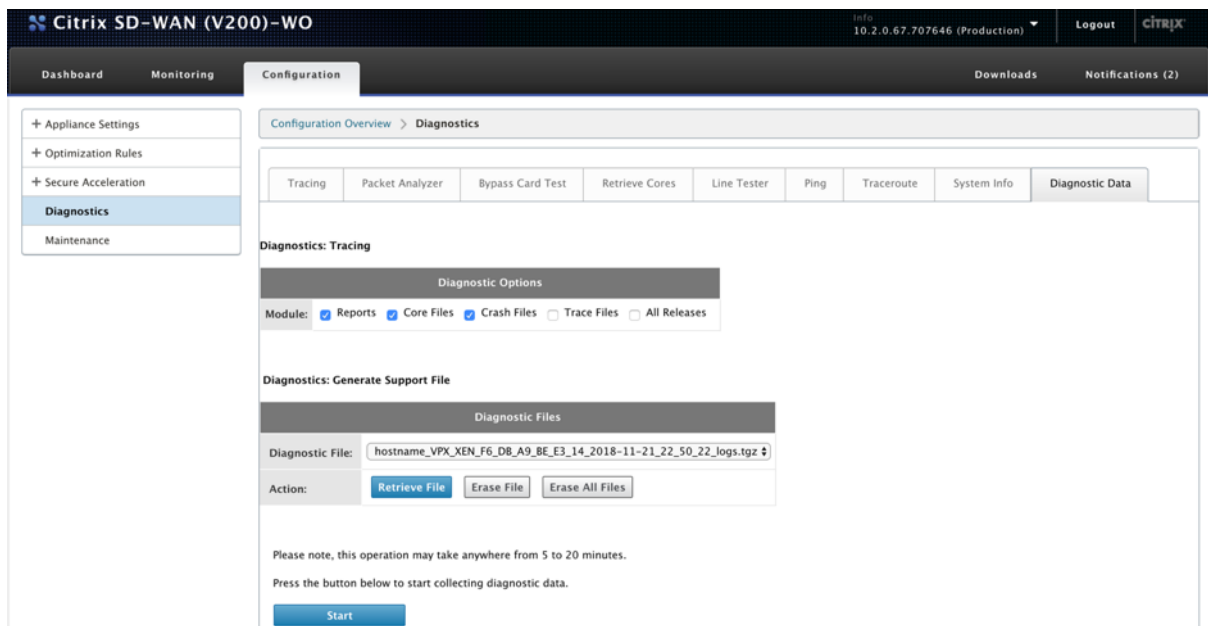 Citrix SD-WAN (V200)-WO
Info
10.2.0.67.707646 (Production)
Logout
CITRIX
Dashboard Monitoring Configuration Downloads Notifications (2)
+ Appliance Settings
+ Optimization Rules
+ Secure Acceleration
Diagnostics
Maintenance
Configuration Overview > Diagnostics
Tracing Packet Analyzer Bypass Card Test Retrieve Cores Line Tester Ping Traceroute System Info Diagnostic Data
Diagnostics: Tracing
Diagnostic Options
Module: Reports Core Files Crash Files Trace Files All Releases
Diagnostics: Generate Support File
Diagnostic Files
Diagnostic File: hostname_VPX_XEN_F6_DB_A9_BE_E3_14_2018-11-21_22_50_22_logs.tgz
Action: Retrieve File Erase File Erase All Files
Please note, this operation may take anywhere from 5 to 20 minutes.
Press the button below to start collecting diagnostic data.
Start